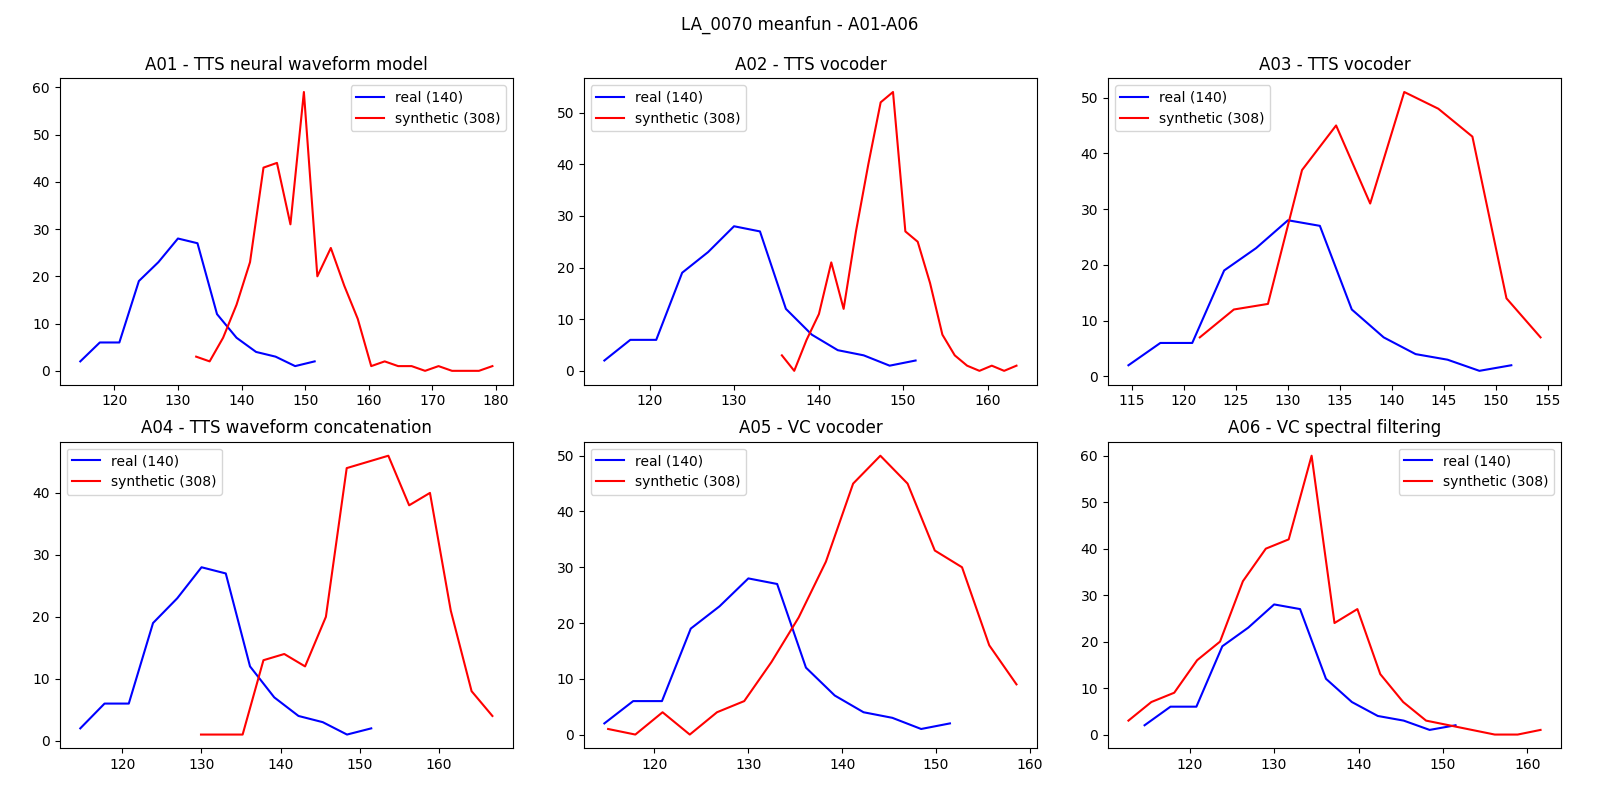 LA_0070 meanfun - A01-A06
A01 - TTS neural waveform model
60
50
40
30
20
10
0
real (140)
synthetic (308)
120 130 140 150 160 170 180
A02 - TTS vocoder
50
40
30
20
10
0
real (140)
synthetic (308)
120 130 140 150 160
A03 - TTS vocoder
50
40
30
20
10
0
real (140)
synthetic (308)
115 120 125 130 135 140 145 150 155
A04 - TTS waveform concatenation
40
30
20
10
0
real (140)
synthetic (308)
120 130 140 150 160
A05 - VC vocoder
50
40
30
20
10
0
real (140)
synthetic (308)
120 130 140 150 160
A06 - VC spectral filtering
60
50
40
30
20
10
0
real (140)
synthetic (308)
120 130 140 150 160